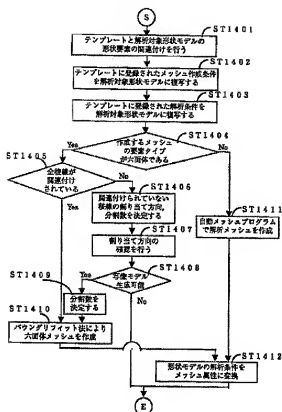 S
ST1401
テンプレートと解析対象形状モデルの
形状要素の関連付けを行う
ST1402
テンプレートに登録されたメッシュ作成条件
を解析対象形状モデルに複写する
ST1403
テンプレートに登録された解析条件を
解析対象形状モデルに複写する
ST1404
作成するメッシュ
の要素タイプ
が六面体である
Yes
No
ST1405
全稜線が
関連付けさ
れている
No
Yes
ST1406
関連付けられていない
稜線の割り当て方向,
分割数を決定する
ST1407
割り当て方向の
確認を行う
ST1408
写像モデル
生成可能
Yes
No
ST1409
分割数を
決定する
ST1410
バウンダリフィット法により
六面体メッシュを作成
ST1411
自動メッシュプログラム
で解析メッシュを作成
ST1412
形状モデルの解析条件を
メッシュ属性に変換
E